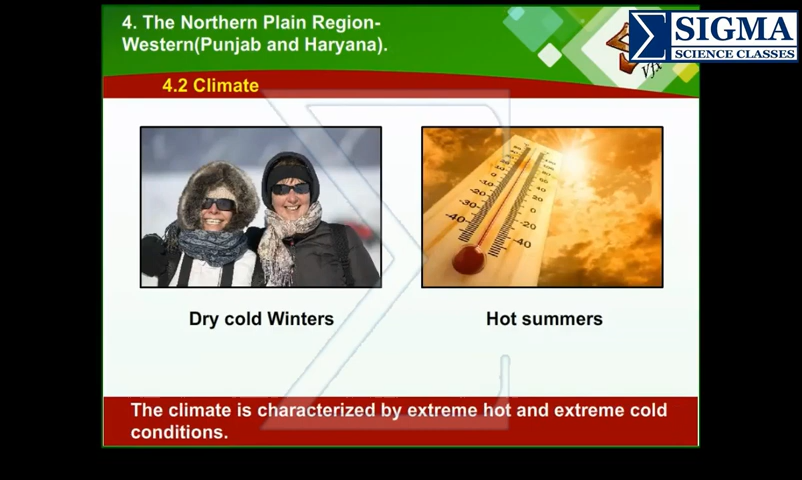 4. The Northern Plain Region-
Western(Punjab and Haryana).
SIGMA
SCIENCE CLASSES
vfx
4.2 Climate
Dry cold Winters
Hot summers
The climate is characterized by extreme hot and extreme cold
conditions.